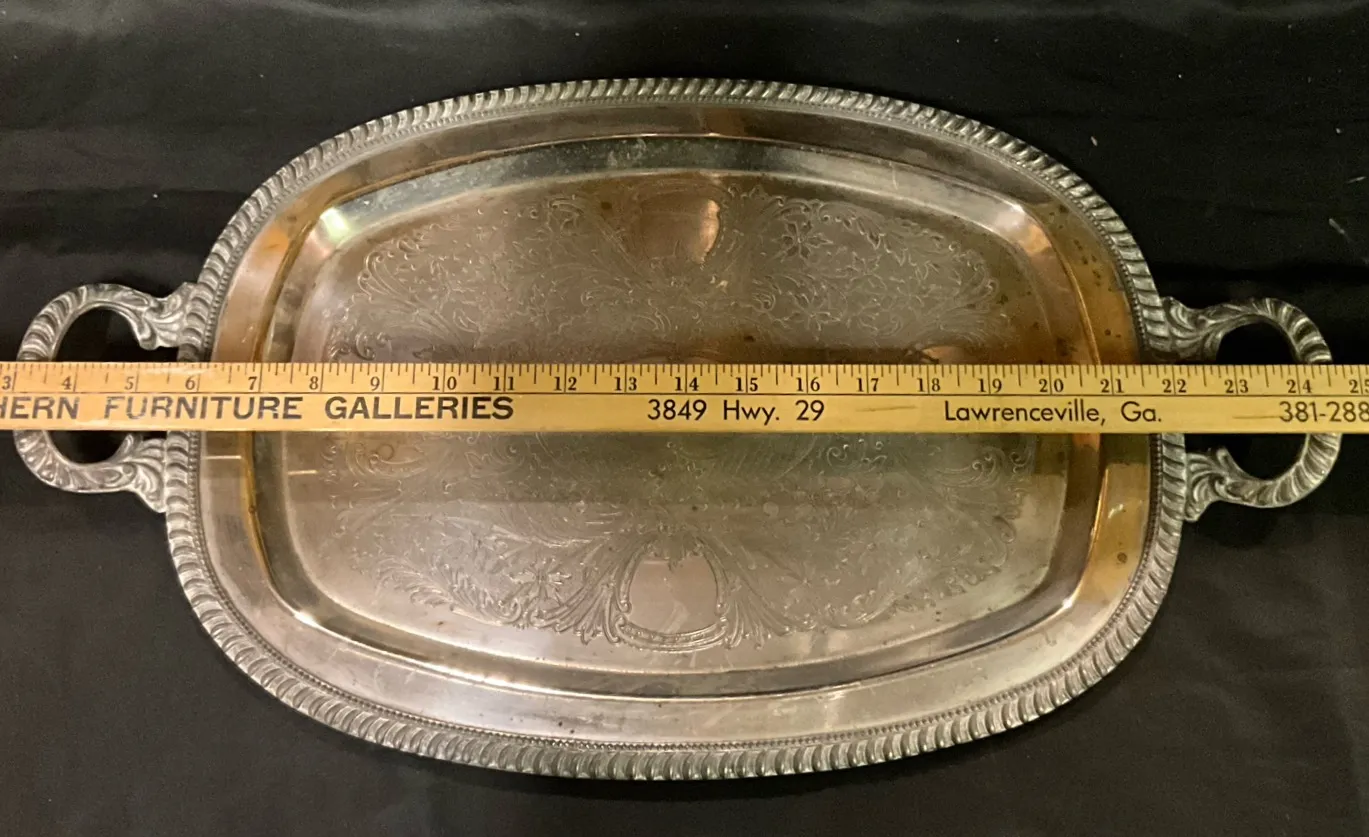 3 4 5 6 7 8 9 10 11 12 13 14 15 16 17 18 19 20 21 22 23 24
HERN FURNITURE GALLERIES 3849 Hwy. 29 Lawrenceville, Ga. 381-288